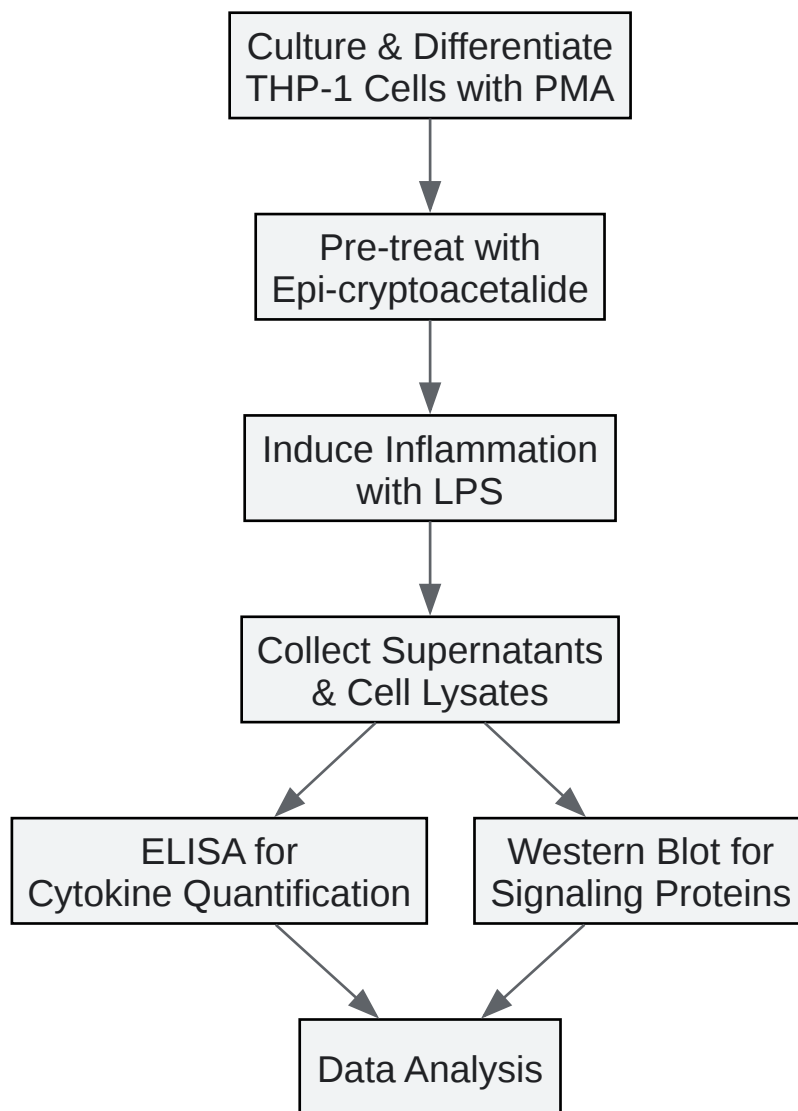 Culture & Differentiate
THP-1 Cells with PMA
Pre-treat with
Epi-cryptoacetalide
Induce Inflammation
with LPS
Collect Supernatants
& Cell Lysates
ELISA for
Cytokine Quantification
Western Blot for
Signaling Proteins
Data Analysis